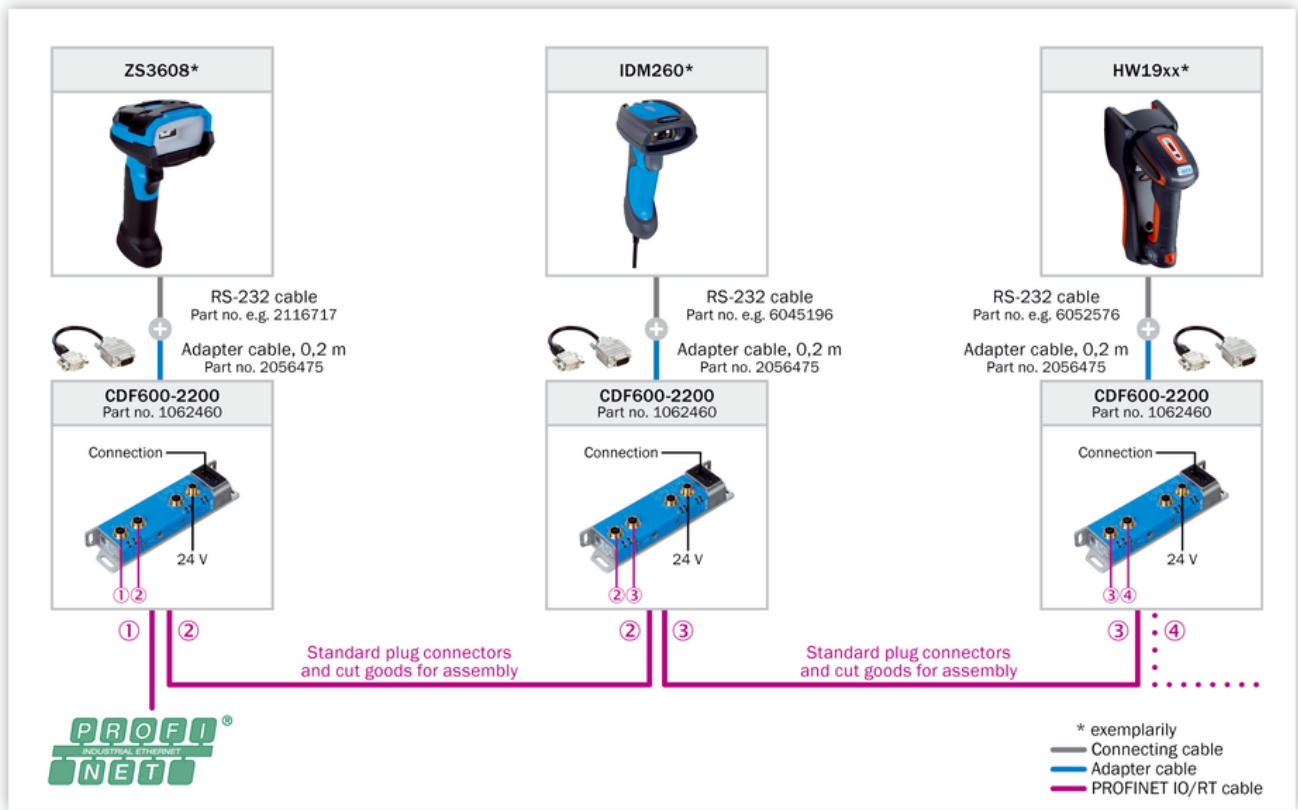 ZS3608*
IDM260*
HW19xx*
RS-232 cable
Part no. e.g. 2116717
Adapter cable, 0,2 m
Part no. 2056475
RS-232 cable
Part no. e.g. 6045196
Adapter cable, 0,2 m
Part no. 2056475
RS-232 cable
Part no. e.g. 6052576
Adapter cable, 0,2 m
Part no. 2056475
CDF600-2200
Part no. 1062460
Connection
24 V
①②
CDF600-2200
Part no. 1062460
Connection
24 V
②③
CDF600-2200
Part no. 1062460
Connection
24 V
③④
① ②
Standard plug connectors
and cut goods for assembly
② ③
Standard plug connectors
and cut goods for assembly
③ ④
PROFI®
INDUSTRIAL ETHERNET
NET
* exemplarily
Connecting cable
Adapter cable
PROFINET IO/RT cable